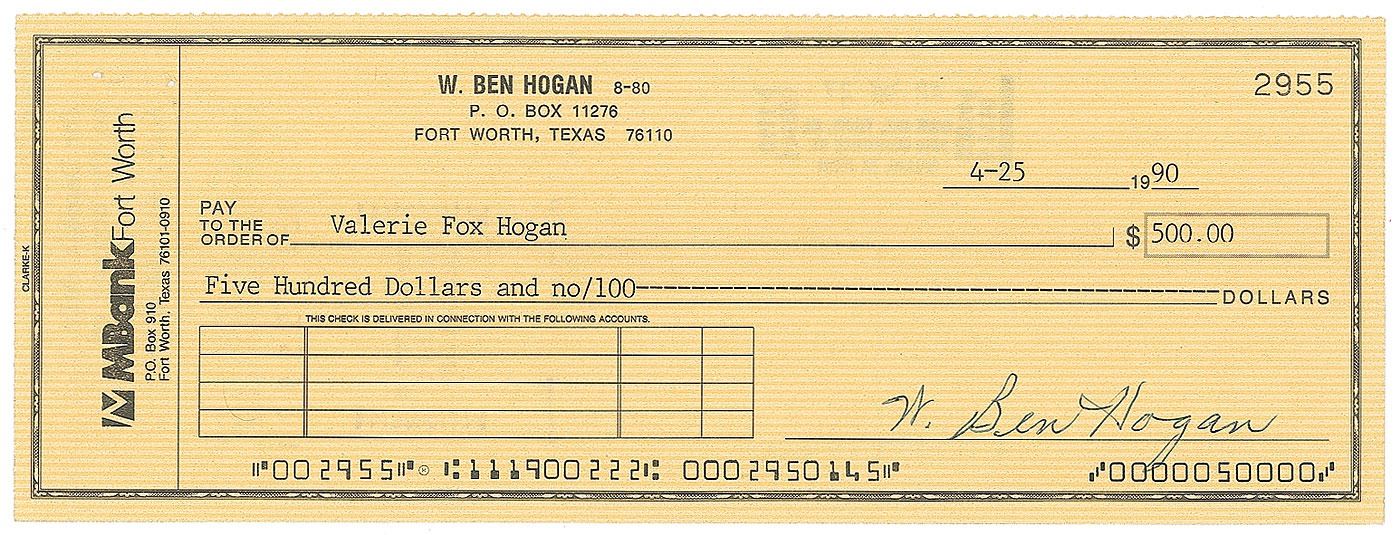 W. BEN HOGAN 8-80
P. O. BOX 11276
FORT WORTH, TEXAS 76110
2955
4-25 1990
PAY
TO THE
ORDER OF Valerie Fox Hogan $ 500.00
Five Hundred Dollars and no/100------------------------------------------------ DOLLARS
THIS CHECK IS DELIVERED IN CONNECTION WITH THE FOLLOWING ACCOUNTS.
W. Ben Hogan
⑈002955⑈ ® ⑆111900222⑆ 0002950145⑈ ⑇0000050000⑇
MBank Fort Worth
P.O. Box 910
Fort Worth, Texas 76101-0910
CLARKE-K